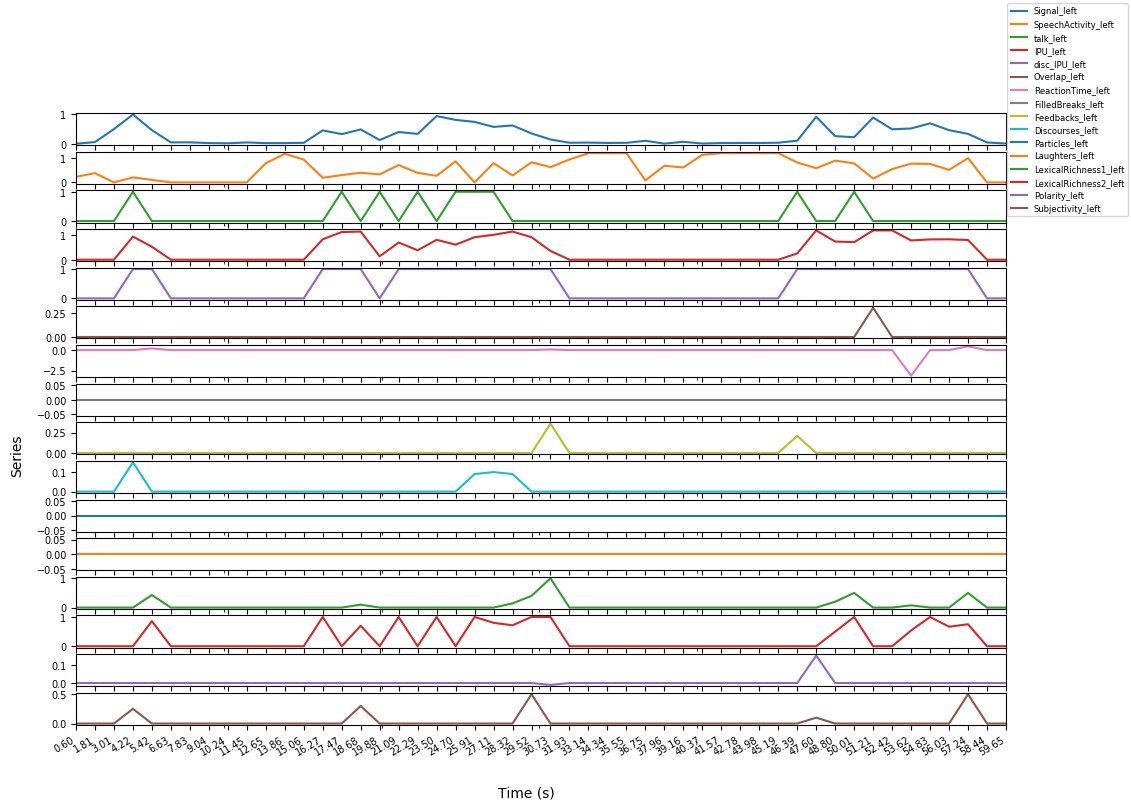 Signal_left
SpeechActivity_left
talk_left
IPU_left
disc_IPU_left
Overlap_left
ReactionTime_left
FilledBreaks_left
Feedbacks_left
Discourses_left
Particles_left
Laughters_left
LexicalRichness1_left
LexicalRichness2_left
Polarity_left
Subjectivity_left
1
0
1
0
1
0
1
0
1
0
0.25
0.00
0.0
−2.5
0.05
0.00
−0.05
0.25
0.00
0.1
0.0
0.05
0.00
−0.05
0.05
0.00
−0.05
1
0
1
0
0.1
0.0
0.5
0.0
Series
0.60 1.81 3.01 4.22 5.42 6.63 7.83 9.04 10.24 11.45 12.65 13.86 15.06 16.27 17.47 18.68 19.88 21.09 22.29 23.50 24.70 25.91 27.11 28.32 29.52 30.73 31.93 33.14 34.34 35.55 36.75 37.96 39.16 40.37 41.57 42.78 43.98 45.19 46.39 47.60 48.80 50.01 51.21 52.42 53.62 54.83 56.03 57.24 58.44 59.65
Time (s)